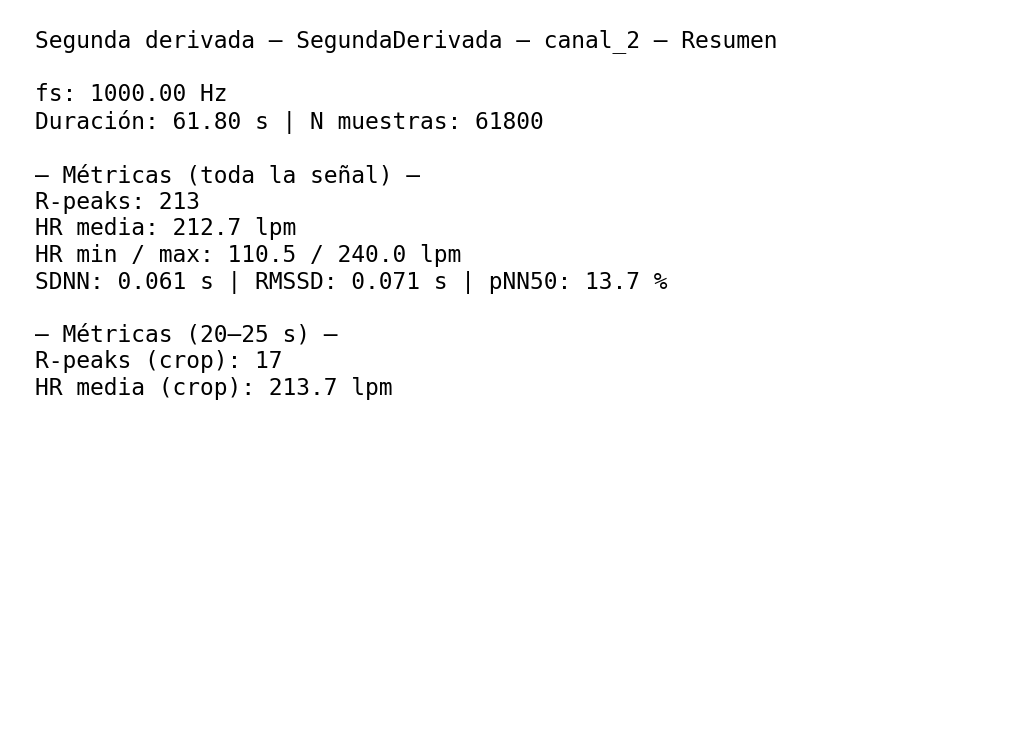 Segunda derivada — SegundaDerivada — canal_2 — Resumen
fs: 1000.00 Hz
Duración: 61.80 s | N muestras: 61800
— Métricas (toda la señal) —
R-peaks: 213
HR media: 212.7 lpm
HR min / max: 110.5 / 240.0 lpm
SDNN: 0.061 s | RMSSD: 0.071 s | pNN50: 13.7 %
— Métricas (20–25 s) —
R-peaks (crop): 17
HR media (crop): 213.7 lpm